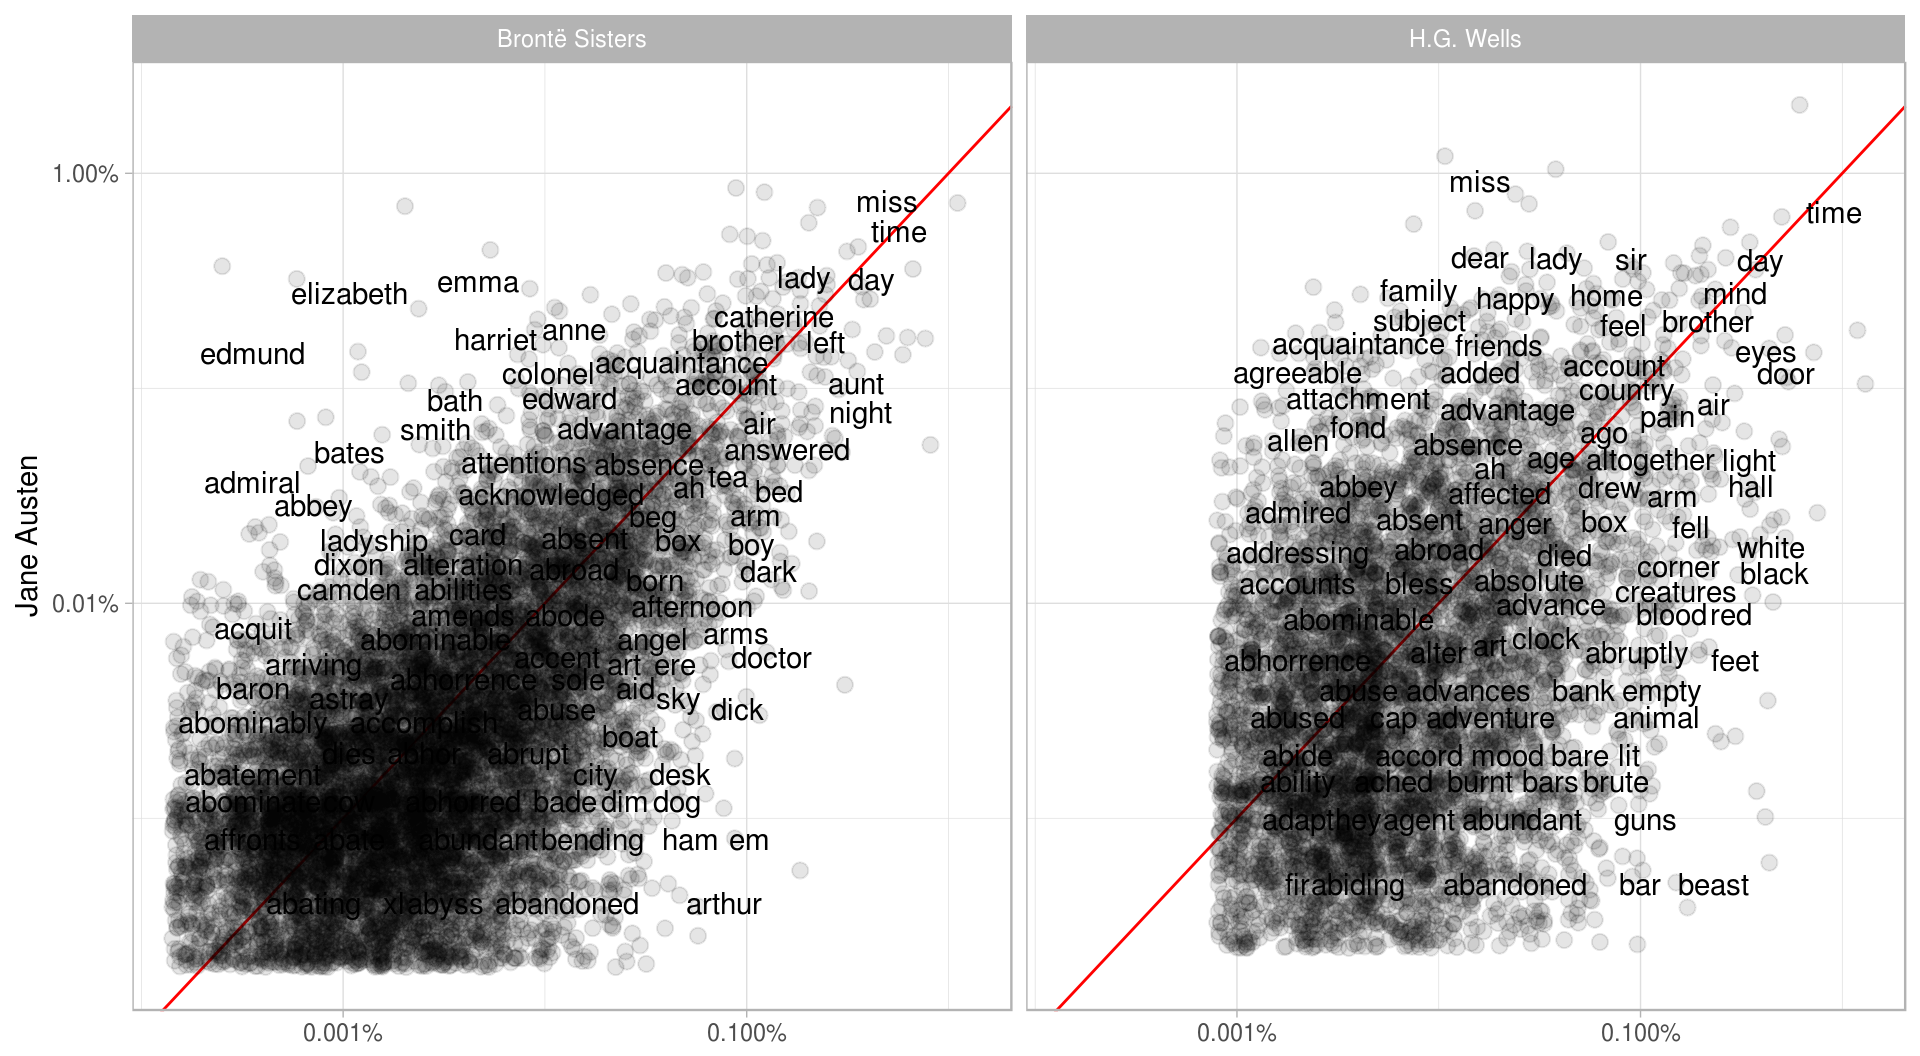 Brontë Sisters
H.G. Wells
Jane Austen
1.00%
0.01%
miss
time
lady day
elizabeth emma
catherine
harriet anne brother left
edmund
acquaintance
colonel account aunt
bath edward night
smith advantage air
bates answered
attentions absence tea
admiral acknowledged ah bed
abbey beg arm
ladyship card absent box boy
dixon alteration abroad born dark
camden abilities
amends abode afternoon
acquit abominable angel arms
arriving accent art ere doctor
baron astray abhorrence sole aid sky
abominably accomplish abuse dick
boat
dies abhor abrupt
abatement city desk
abominate cow abhorred bade dim dog
affronts abate abundant bending ham em
abating xl abyss abandoned arthur
0.001%
0.100%
miss
time
dear lady sir day
family happy home mind
subject feel brother
acquaintance friends eyes
agreeable added account door
attachment country
advantage pain air
allen fond absence ago
ah age altogether light
abbey affected drew arm hall
admired absent anger box fell
addressing abroad died white
corner black
accounts bless absolute creatures
abominable advance blood red
alter art clock
abhorrence abruptly feet
abuse advances bank empty
abused cap adventure animal
abide accord mood bare lit
ability ached burnt bars brute
adapt hey agent abundant guns
fir abiding abandoned bar beast
0.001%
0.100%